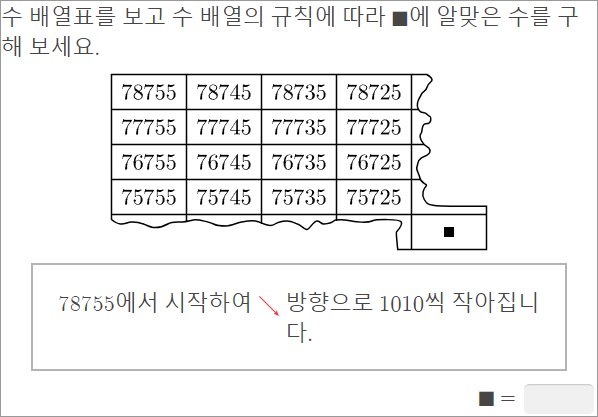 수 배열표를 보고 수 배열의 규칙에 따라 ■에 알맞은 수를 구
해 보세요.
78755 78745 78735 78725
77755 77745 77735 77725
76755 76745 76735 76725
75755 75745 75735 75725
■
78755에서 시작하여 ↘ 방향으로 1010씩 작아집니
다.
■ =